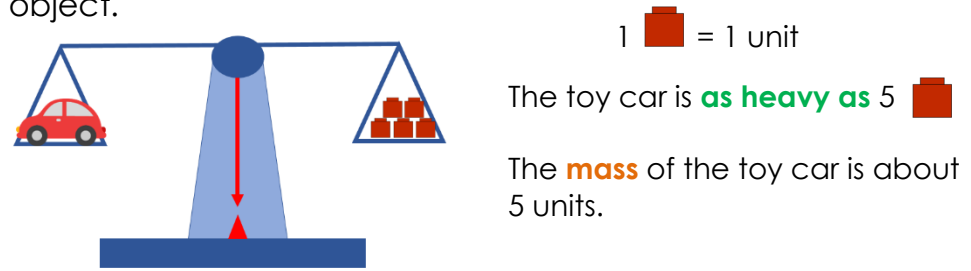 object.
1 = 1 unit
The toy car is as heavy as 5
The mass of the toy car is about
5 units.